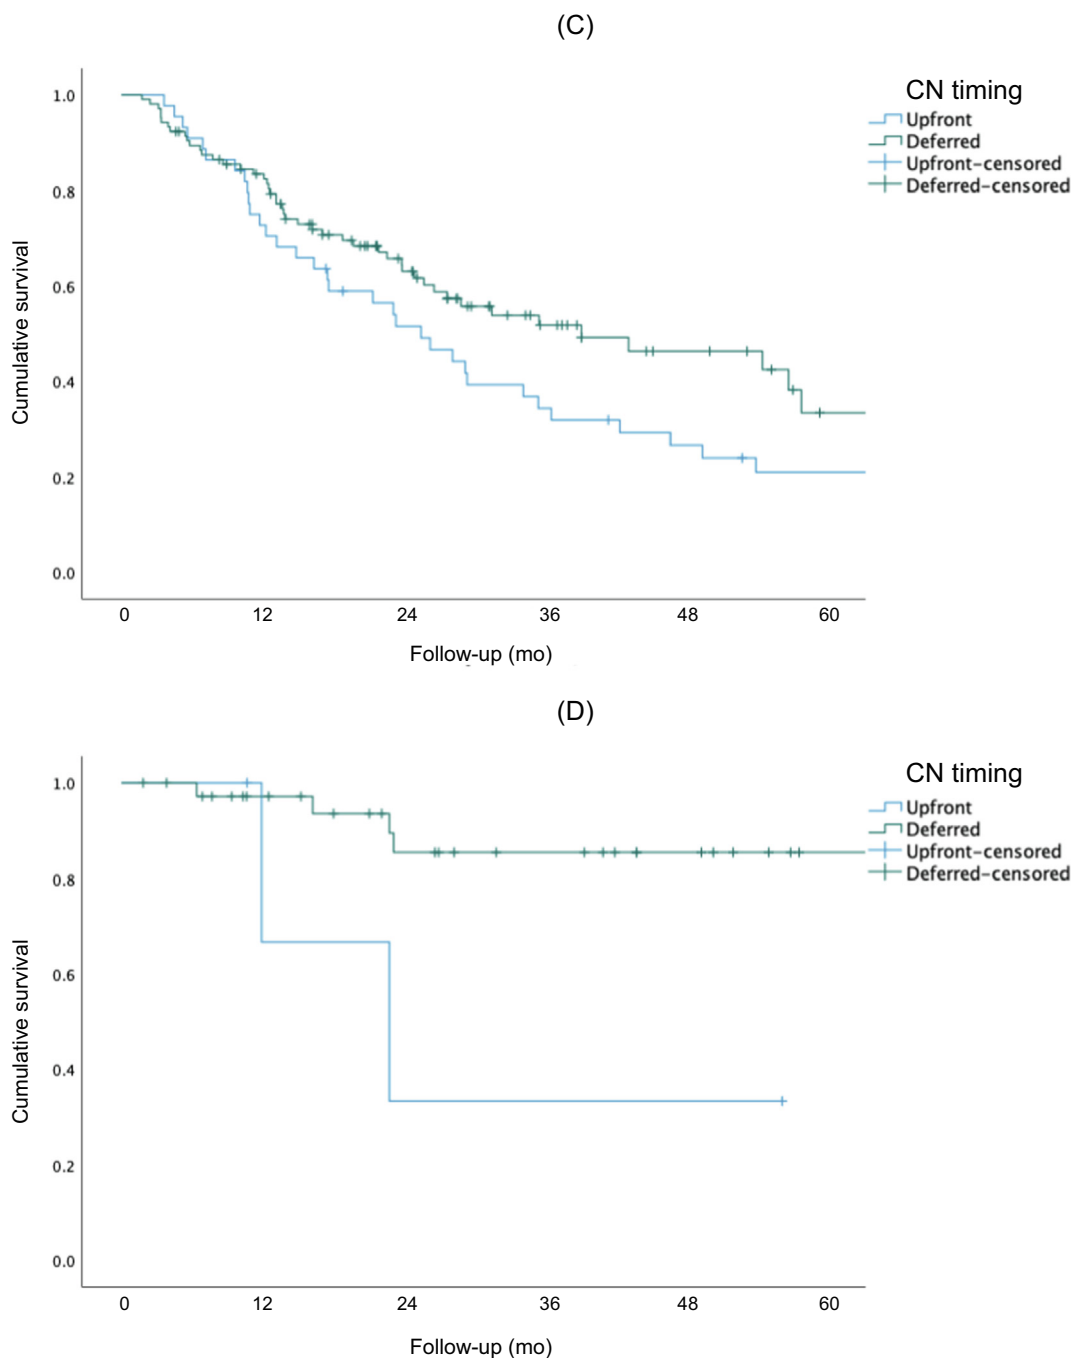 (C)
CN timing
Upfront
Deferred
Upfront-censored
Deferred-censored
Cumulative survival
1.0
0.8
0.6
0.4
0.2
0.0
0 12 24 36 48 60
Follow-up (mo)
(D)
CN timing
Upfront
Deferred
Upfront-censored
Deferred-censored
Cumulative survival
1.0
0.8
0.6
0.4
0.2
0.0
0 12 24 36 48 60
Follow-up (mo)